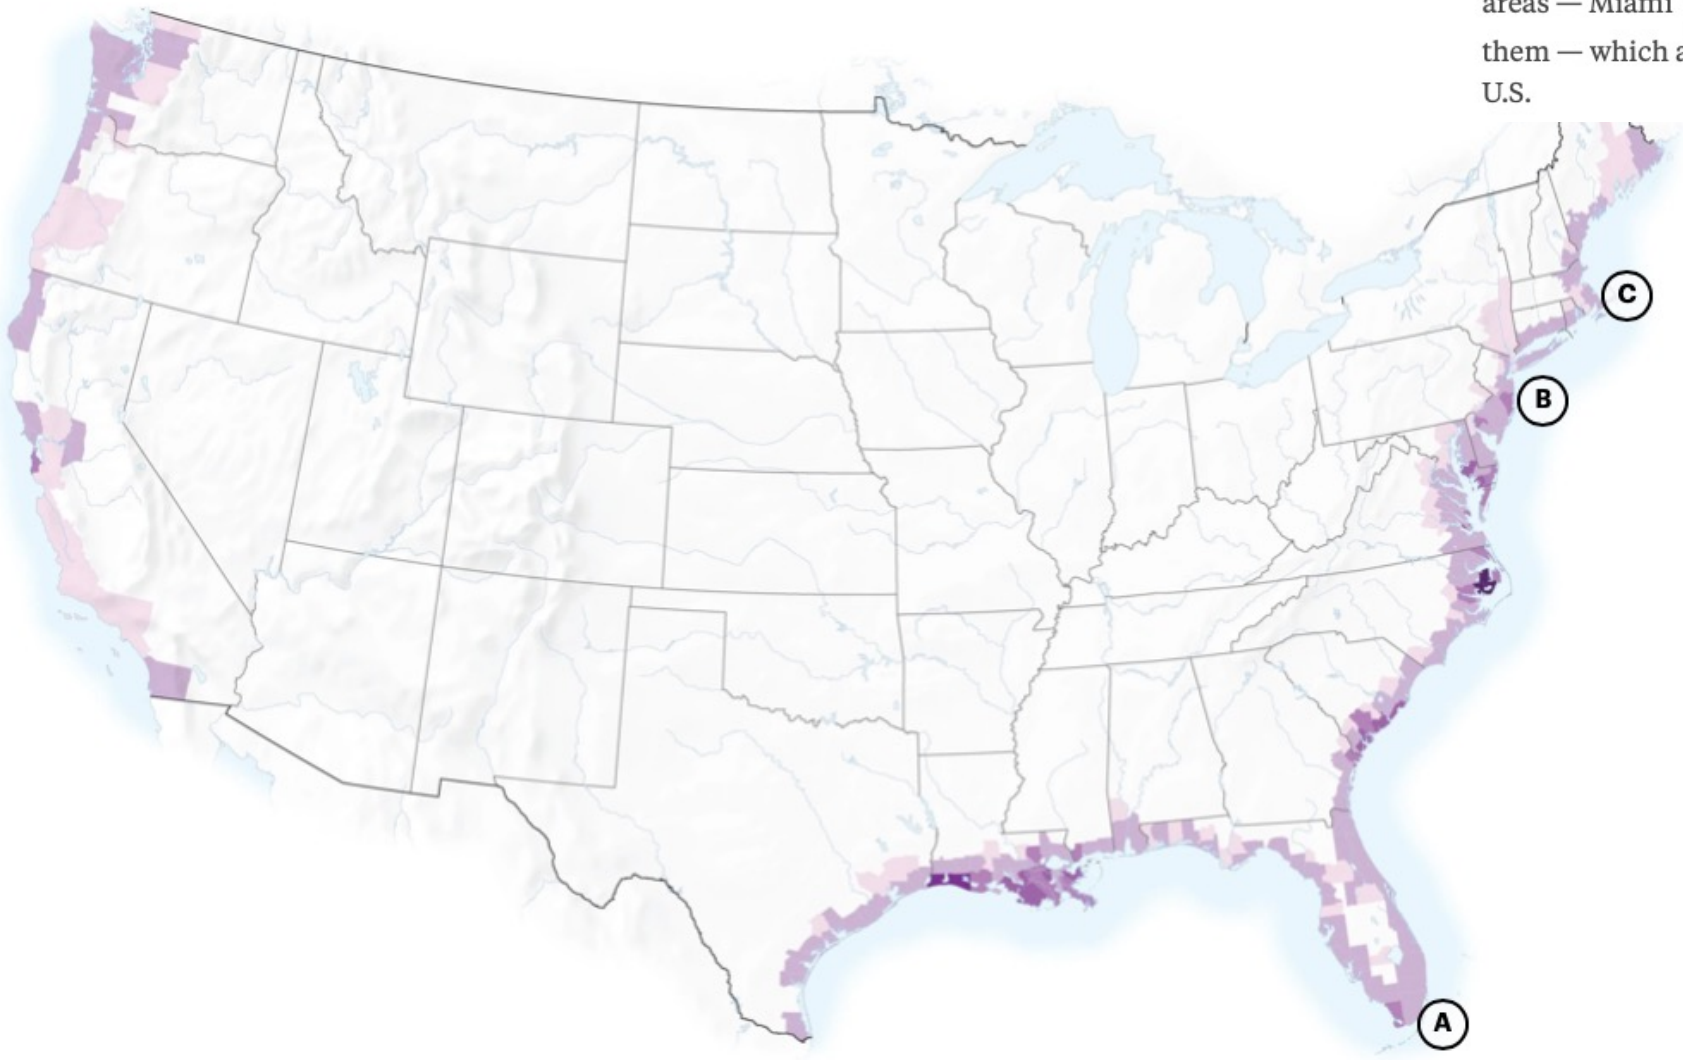 areas — Miami
them — which a
U.S.
C
B
A